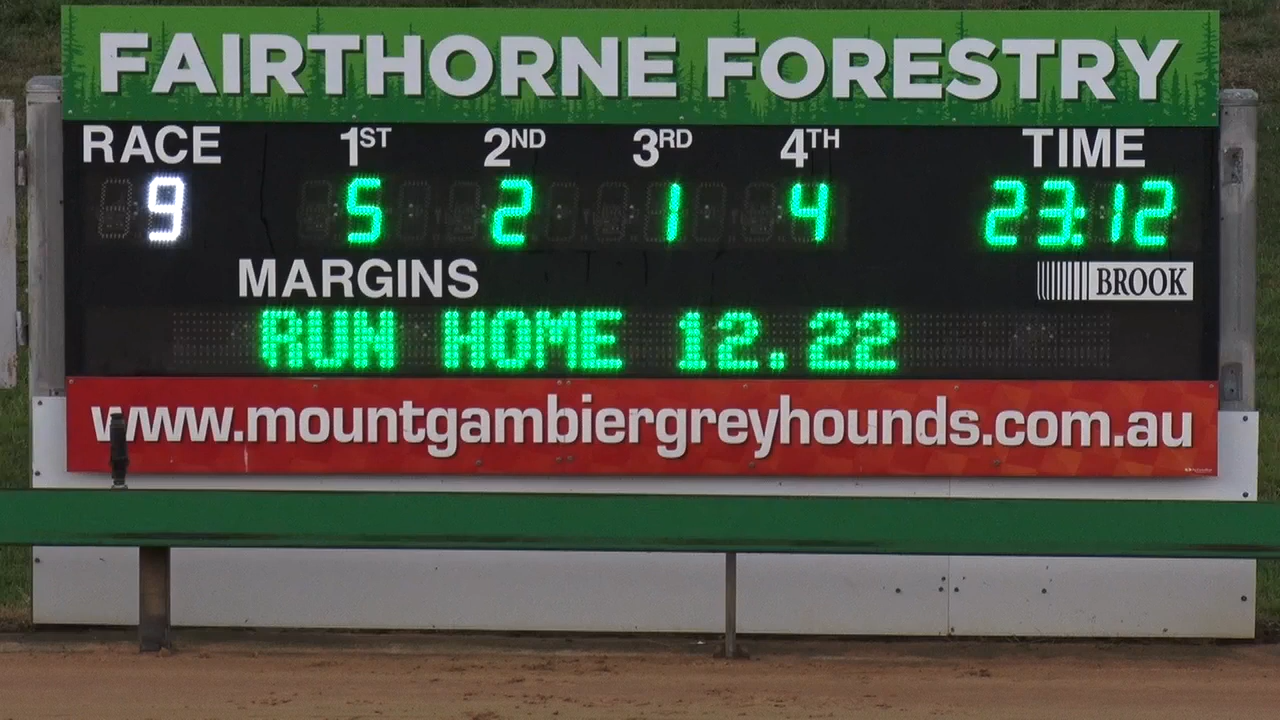 FAIRTHORNE FORESTRY
RACE 1ST 2ND 3RD 4TH TIME
9 5 2 1 4 23:12
MARGINS BROOK
RUN HOME 12.22
www.mountgambiergreyhounds.com.au